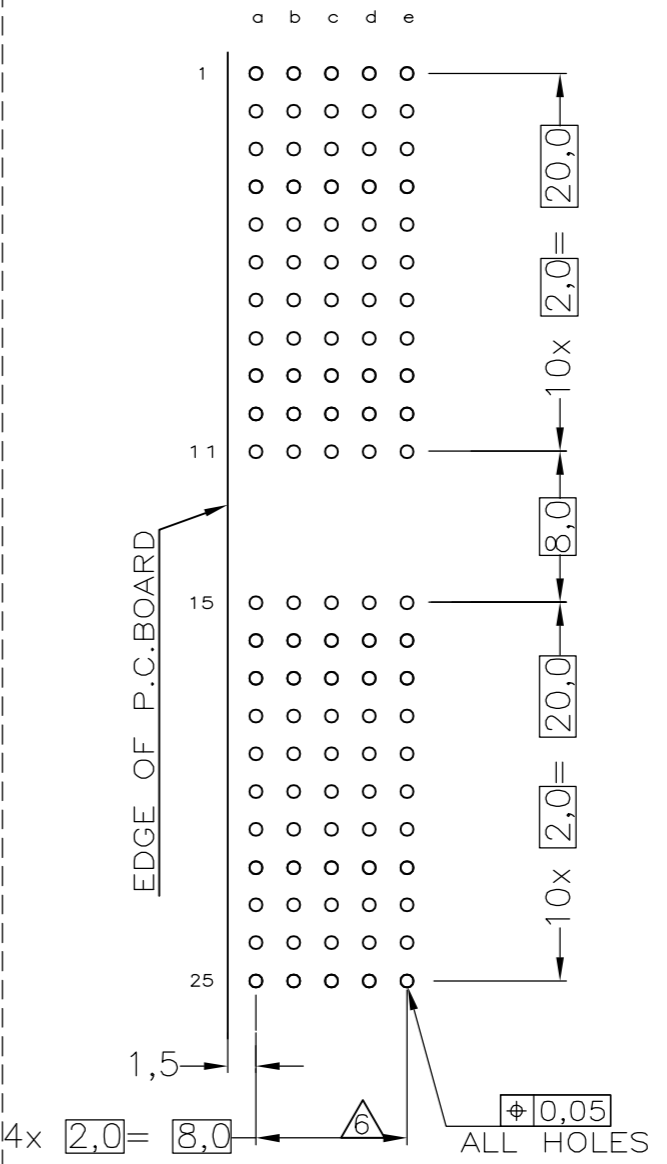 a b c d e
1
11
15
25
10x 2,0= 20,0
8,0
10x 2,0= 20,0
EDGE OF P.C.BOARD
1,5
4x 2,0= 8,0
6
⌖ 0,05
ALL HOLES